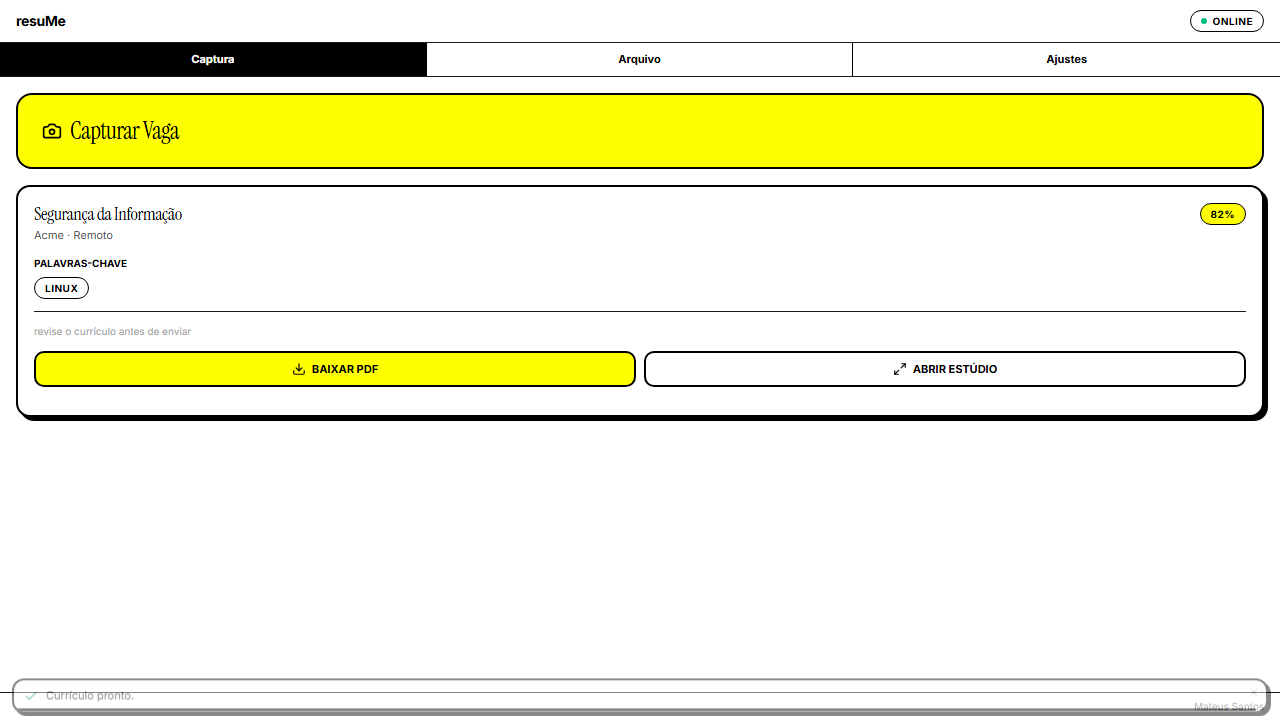 resuMe
ONLINE
Captura
Arquivo
Ajustes
Capturar Vaga
Segurança da Informação
82%
Acme · Remoto
PALAVRAS-CHAVE
LINUX
revise o currículo antes de enviar
BAIXAR PDF
ABRIR ESTÚDIO
Currículo pronto.
Mateus Santos